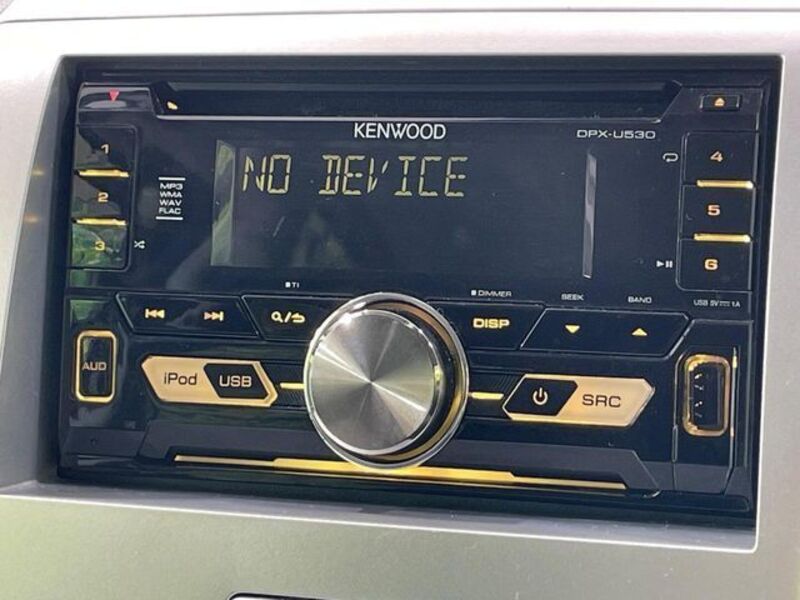 KENWOOD
DPX-U530
NO DEVICE
1
2
3
MP3
WMA
WAV
FLAC
4
5
6
TI
DIMMER
SEEK
BAND
USB 5V⎓1A
DISP
AUD
iPod
USB
SRC